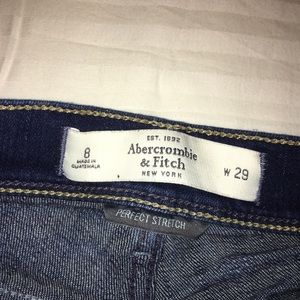 EST. 1892
8
Abercrombie
& Fitch
MADE IN
GUATEMALA
W 29
NEW YORK
PERFECT STRETCH